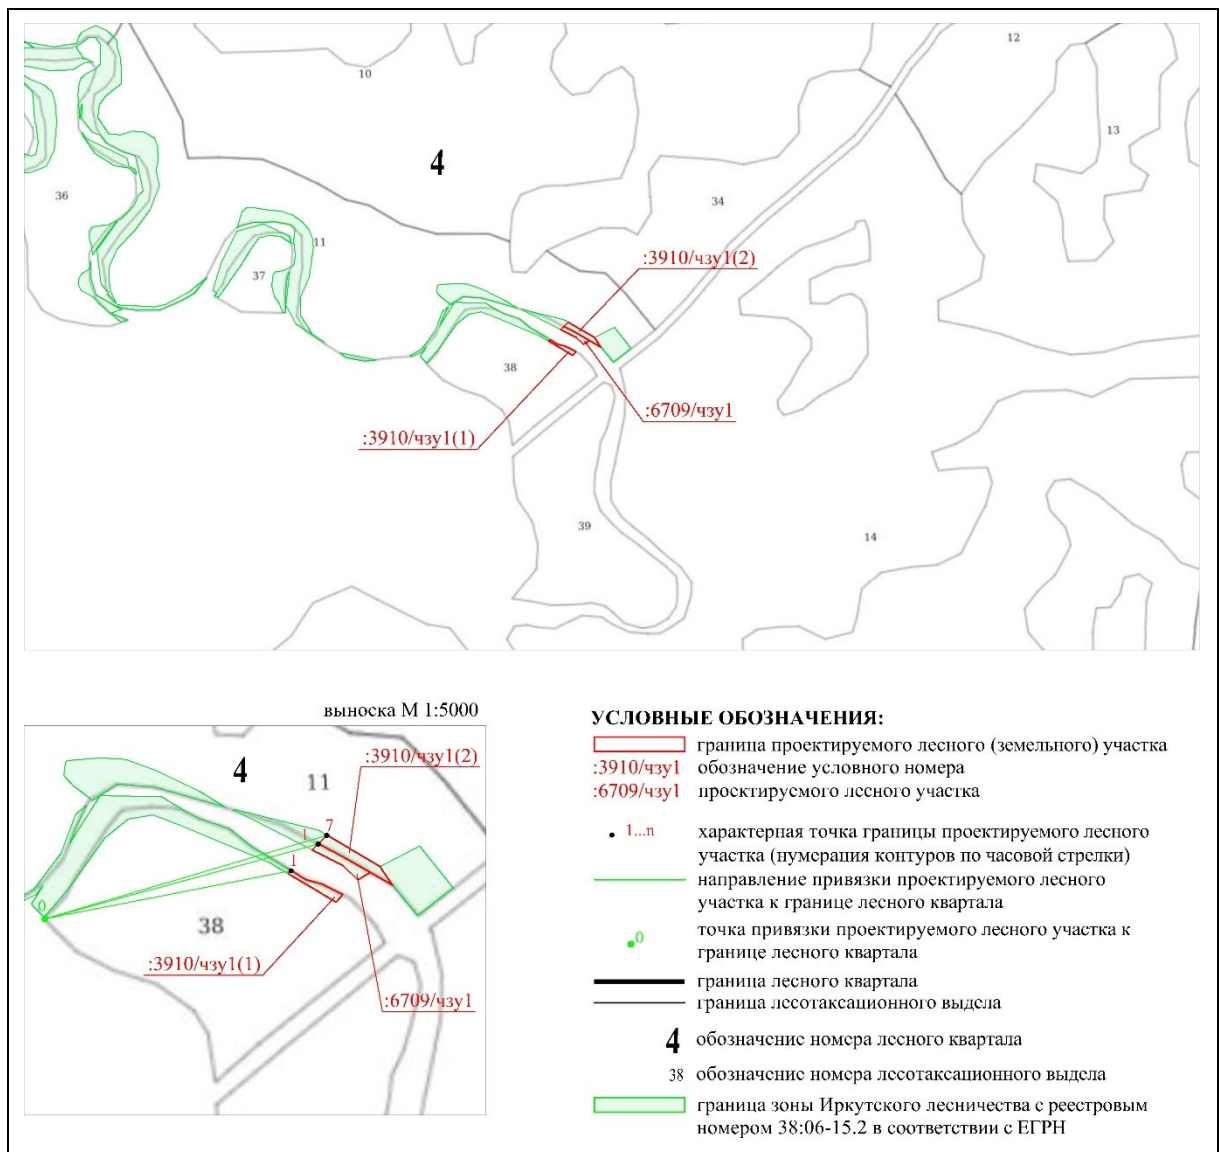 12
10
13
4
36
34
11
:3910/чзу1(2)
37
38
:6709/чзу1
:3910/чзу1(1)
39
14
выноска М 1:5000
:3910/чзу1(2)
4
11
7
1
1
0
38
:3910/чзу1(1)
:6709/чзу1
УСЛОВНЫЕ ОБОЗНАЧЕНИЯ:
граница проектируемого лесного (земельного) участка
:3910/чзу1 обозначение условного номера
:6709/чзу1 проектируемого лесного участка
1...n характерная точка границы проектируемого лесного
участка (нумерация контуров по часовой стрелки)
направление привязки проектируемого лесного
участка к границе лесного квартала
0 точка привязки проектируемого лесного участка к
границе лесного квартала
граница лесного квартала
граница лесотаксационного выдела
4 обозначение номера лесного квартала
38 обозначение номера лесотаксационного выдела
граница зоны Иркутского лесничества с реестровым
номером 38:06-15.2 в соответствии с ЕГРН